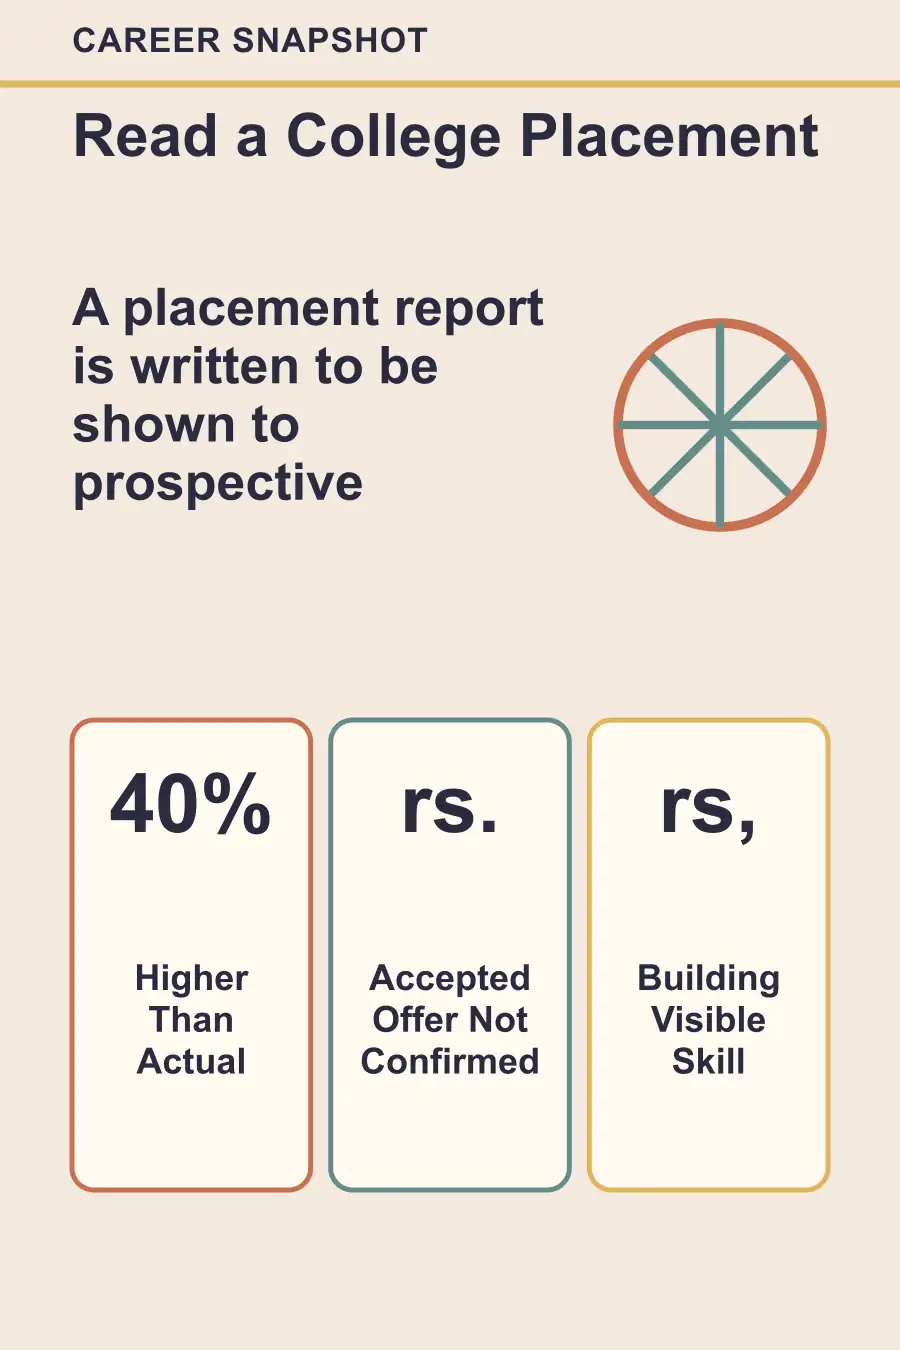 CAREER SNAPSHOT
Read a College Placement
A placement report
is written to be
shown to
prospective
40%
Higher
Than
Actual
rs.
Accepted
Offer Not
Confirmed
rs,
Building
Visible
Skill